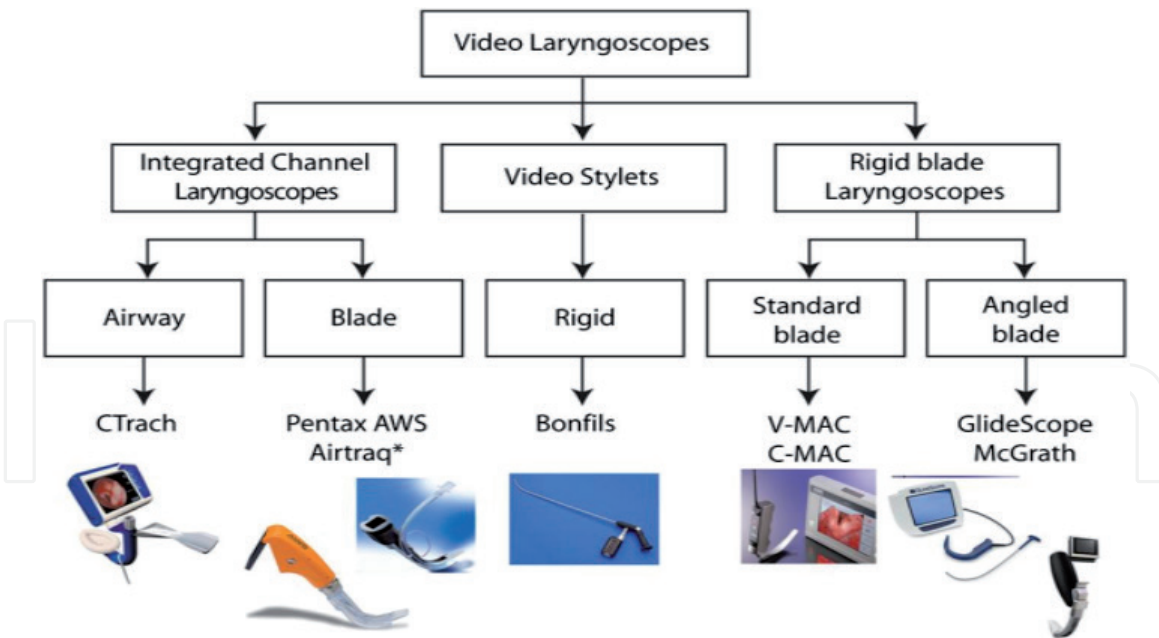 Video Laryngoscopes
Integrated Channel
Laryngoscopes
Video Stylets
Rigid blade
Laryngoscopes
Airway
Blade
Rigid
Standard
blade
Angled
blade
CTrach
Pentax AWS
Airtraq*
Bonfils
V-MAC
C-MAC
GlideScope
McGrath